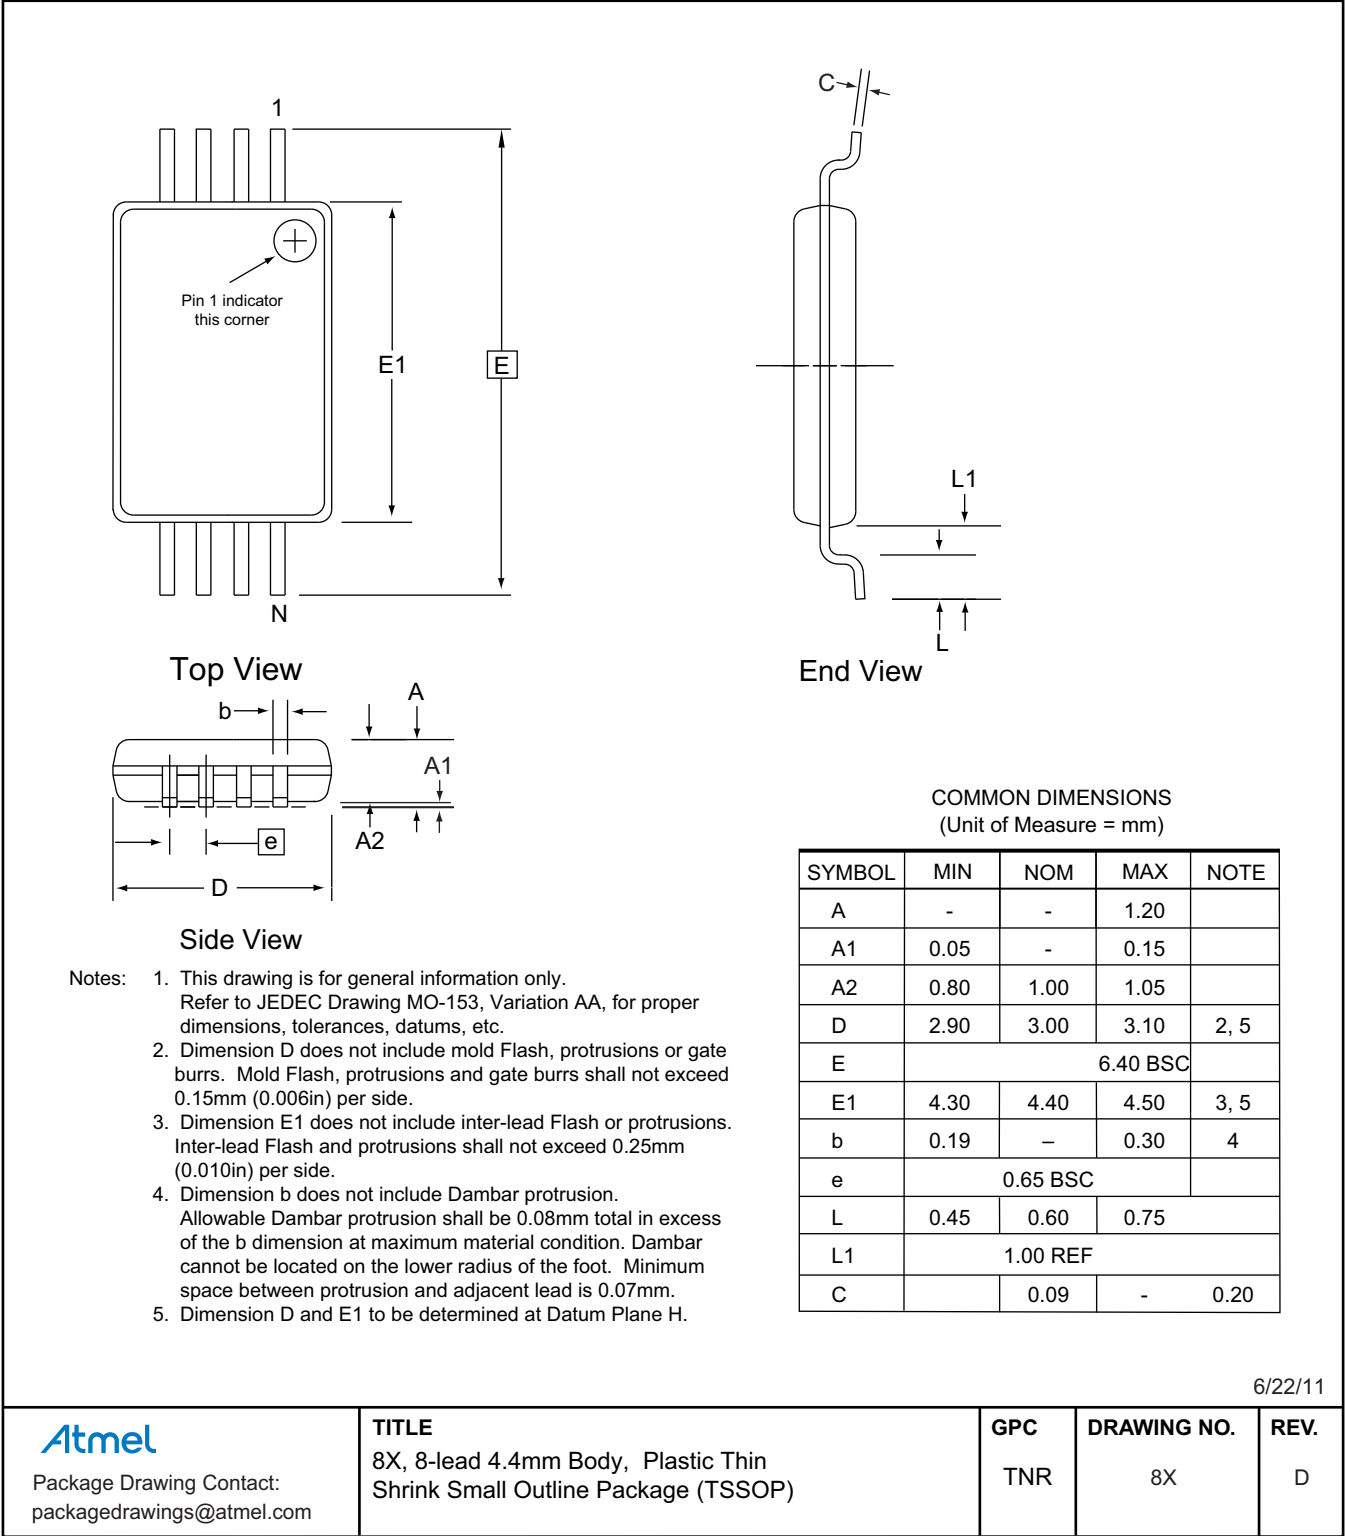 C
1
Pin 1 indicator
this corner
E1
E
L1
N
L
Top View
End View
A
b
A1
A2
e
D
Side View
COMMON DIMENSIONS
(Unit of Measure = mm)
SYMBOL MIN NOM MAX NOTE
A - - 1.20
A1 0.05 - 0.15
A2 0.80 1.00 1.05
D 2.90 3.00 3.10 2, 5
E 6.40 BSC
E1 4.30 4.40 4.50 3, 5
b 0.19 – 0.30 4
e 0.65 BSC
L 0.45 0.60 0.75
L1 1.00 REF
C 0.09 - 0.20
Notes: 1. This drawing is for general information only.
Refer to JEDEC Drawing MO-153, Variation AA, for proper
dimensions, tolerances, datums, etc.
2. Dimension D does not include mold Flash, protrusions or gate
burrs. Mold Flash, protrusions and gate burrs shall not exceed
0.15mm (0.006in) per side.
3. Dimension E1 does not include inter-lead Flash or protrusions.
Inter-lead Flash and protrusions shall not exceed 0.25mm
(0.010in) per side.
4. Dimension b does not include Dambar protrusion.
Allowable Dambar protrusion shall be 0.08mm total in excess
of the b dimension at maximum material condition. Dambar
cannot be located on the lower radius of the foot. Minimum
space between protrusion and adjacent lead is 0.07mm.
5. Dimension D and E1 to be determined at Datum Plane H.
6/22/11
Atmel
Package Drawing Contact:
packagedrawings@atmel.com
TITLE
8X, 8-lead 4.4mm Body, Plastic Thin
Shrink Small Outline Package (TSSOP)
GPC
TNR
DRAWING NO.
8X
REV.
D